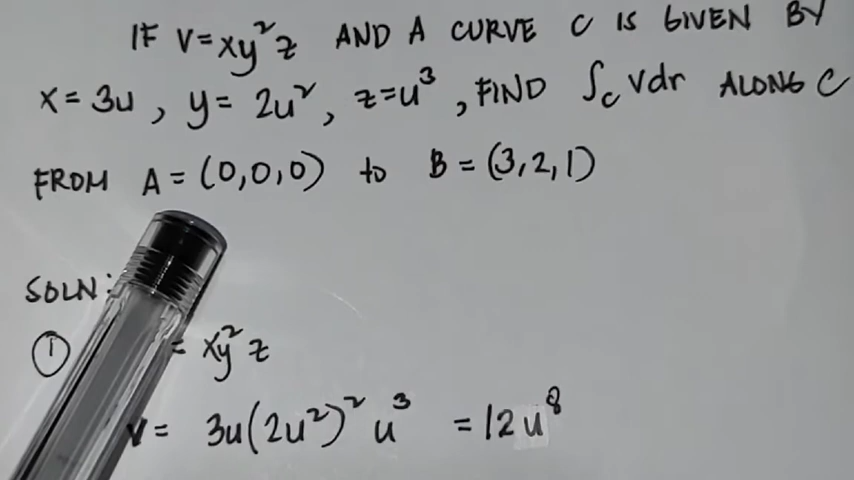 IF V = xy²z AND A CURVE C IS GIVEN BY
x = 3u, y = 2u², z = u³, FIND ∫c V dr ALONG C
FROM A = (0,0,0) to B = (3,2,1)
SOLN:
① = xy²z
V = 3u(2u²)² u³ = 12u⁸